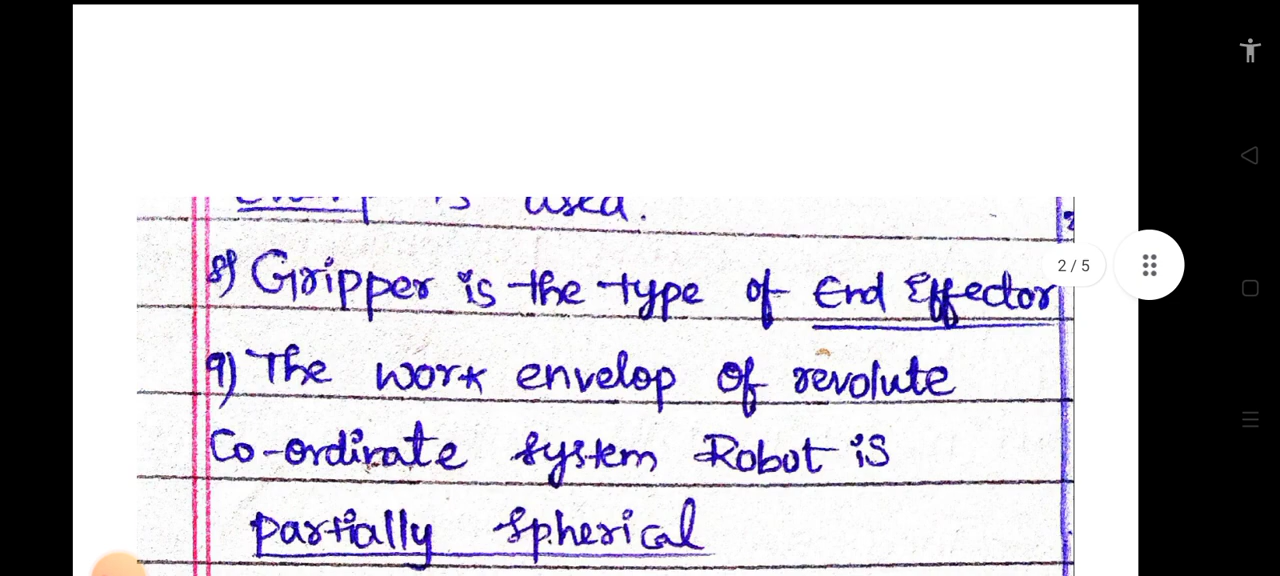 is used.
8) Gripper is the type of End Effector
2/5
9) The work envelop of revolute
Co-ordinate system Robot is
partially spherical